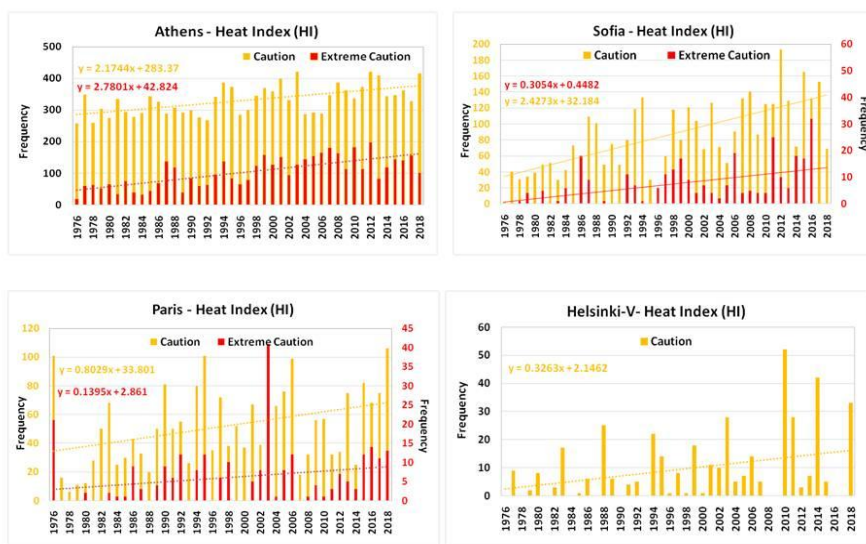 Athens - Heat Index (HI)
Caution Extreme Caution
y = 2.1744x + 283.37
y = 2.7801x + 42.824
Frequency
500
400
300
200
100
0
1976 1978 1980 1982 1984 1986 1988 1990 1992 1994 1996 1998 2000 2002 2004 2006 2008 2010 2012 2014 2016 2018
Sofia - Heat Index (HI)
Caution Extreme Caution
y = 0.3054x + 0.4482
y = 2.4273x + 32.184
Frequency
200
180
160
140
120
100
80
60
40
20
0
60
50
40
30
20
10
0
1976 1978 1980 1982 1984 1986 1988 1990 1992 1994 1996 1998 2000 2002 2004 2006 2008 2010 2012 2014 2016 2018
Paris - Heat Index (HI)
Caution Extreme Caution
y = 0.8029x + 33.801
y = 0.1395x + 2.861
Frequency
120
100
80
60
40
20
0
45
40
35
30
25
20
15
10
5
0
Frequency
1976 1978 1980 1982 1984 1986 1988 1990 1992 1994 1996 1998 2000 2002 2004 2006 2008 2010 2012 2014 2016 2018
Helsinki-V- Heat Index (HI)
Caution
y = 0.3263x + 2.1462
Frequency
60
50
40
30
20
10
0
1976 1978 1980 1982 1984 1986 1988 1990 1992 1994 1996 1998 2000 2002 2004 2006 2008 2010 2012 2014 2016 2018